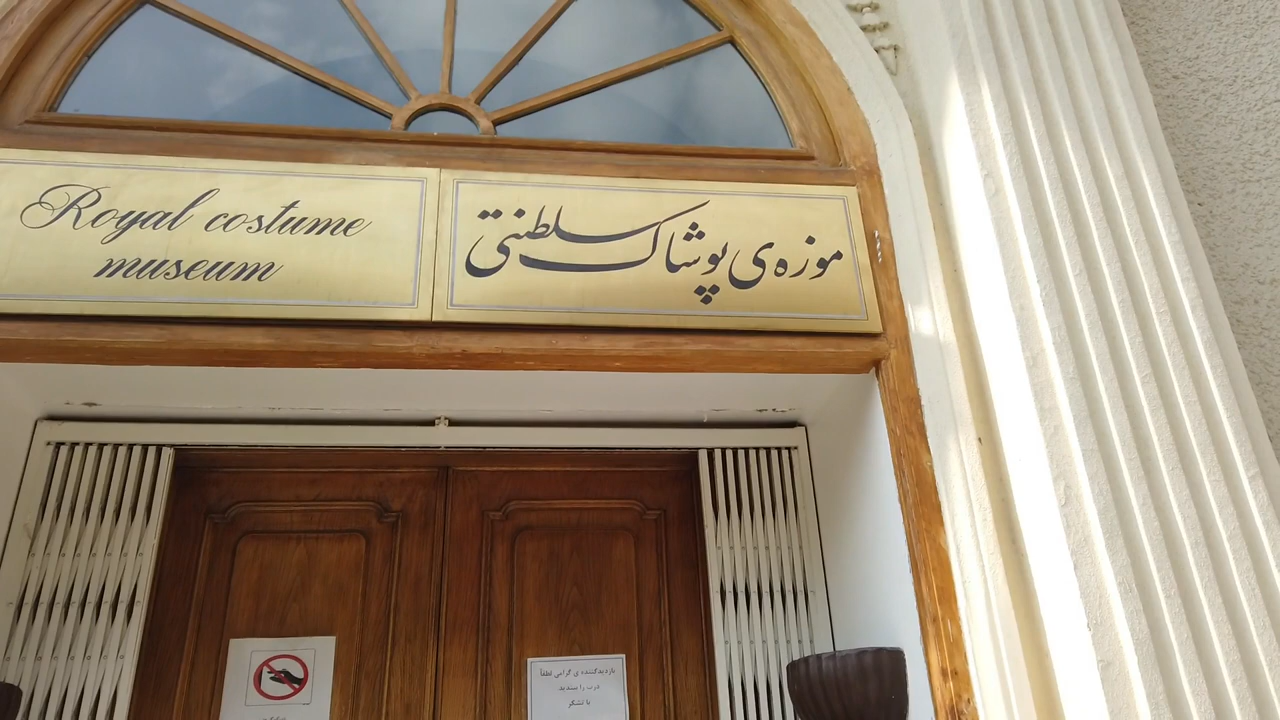 Royal costume
museum
موزه‌ی پوشاک سلطنتی
بازدیدکننده ی گرامی لطفاً
درب را ببندید
با تشکر